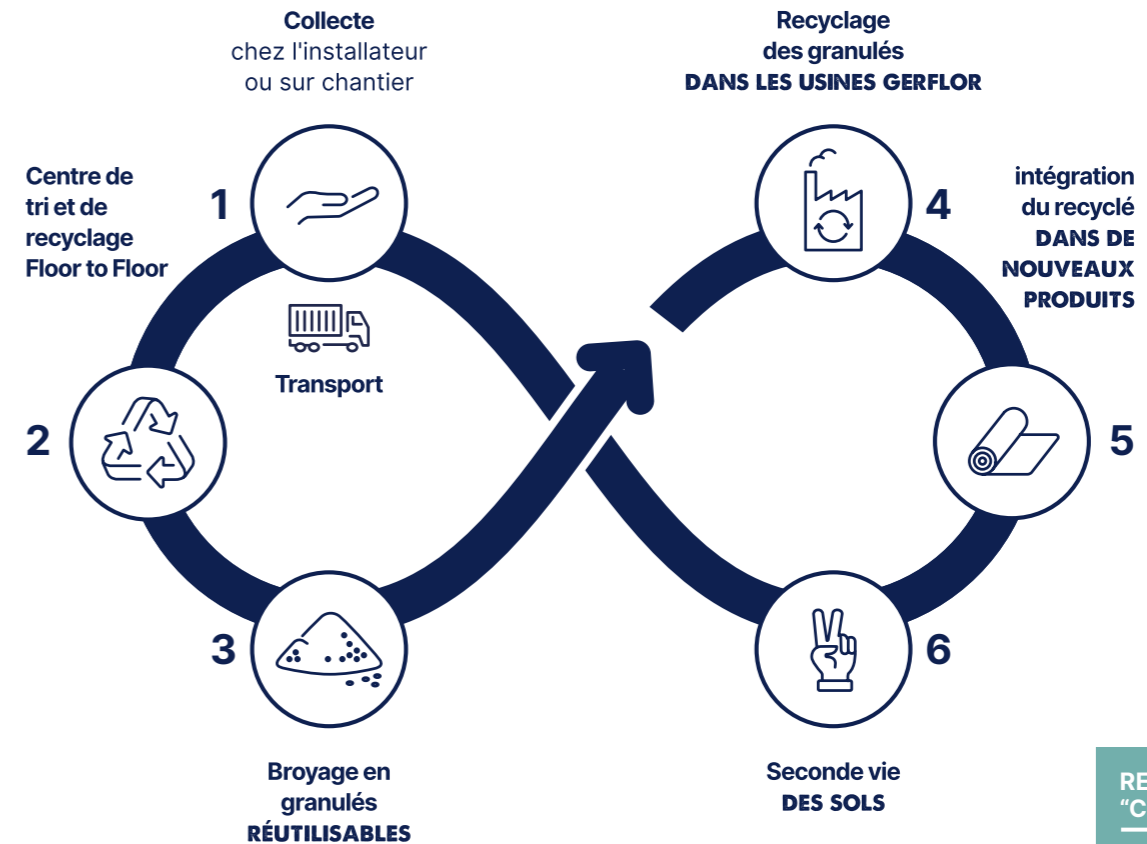 Collecte
chez l'installateur
ou sur chantier
1
Transport
Centre de
tri et de
recyclage
Floor to Floor
2
3
Broyage en
granulés
RÉUTILISABLES
Recyclage
des granulés
DANS LES USINES GERFLOR
4
intégration
du recyclé
DANS DE
NOUVEAUX
PRODUITS
5
6
Seconde vie
DES SOLS